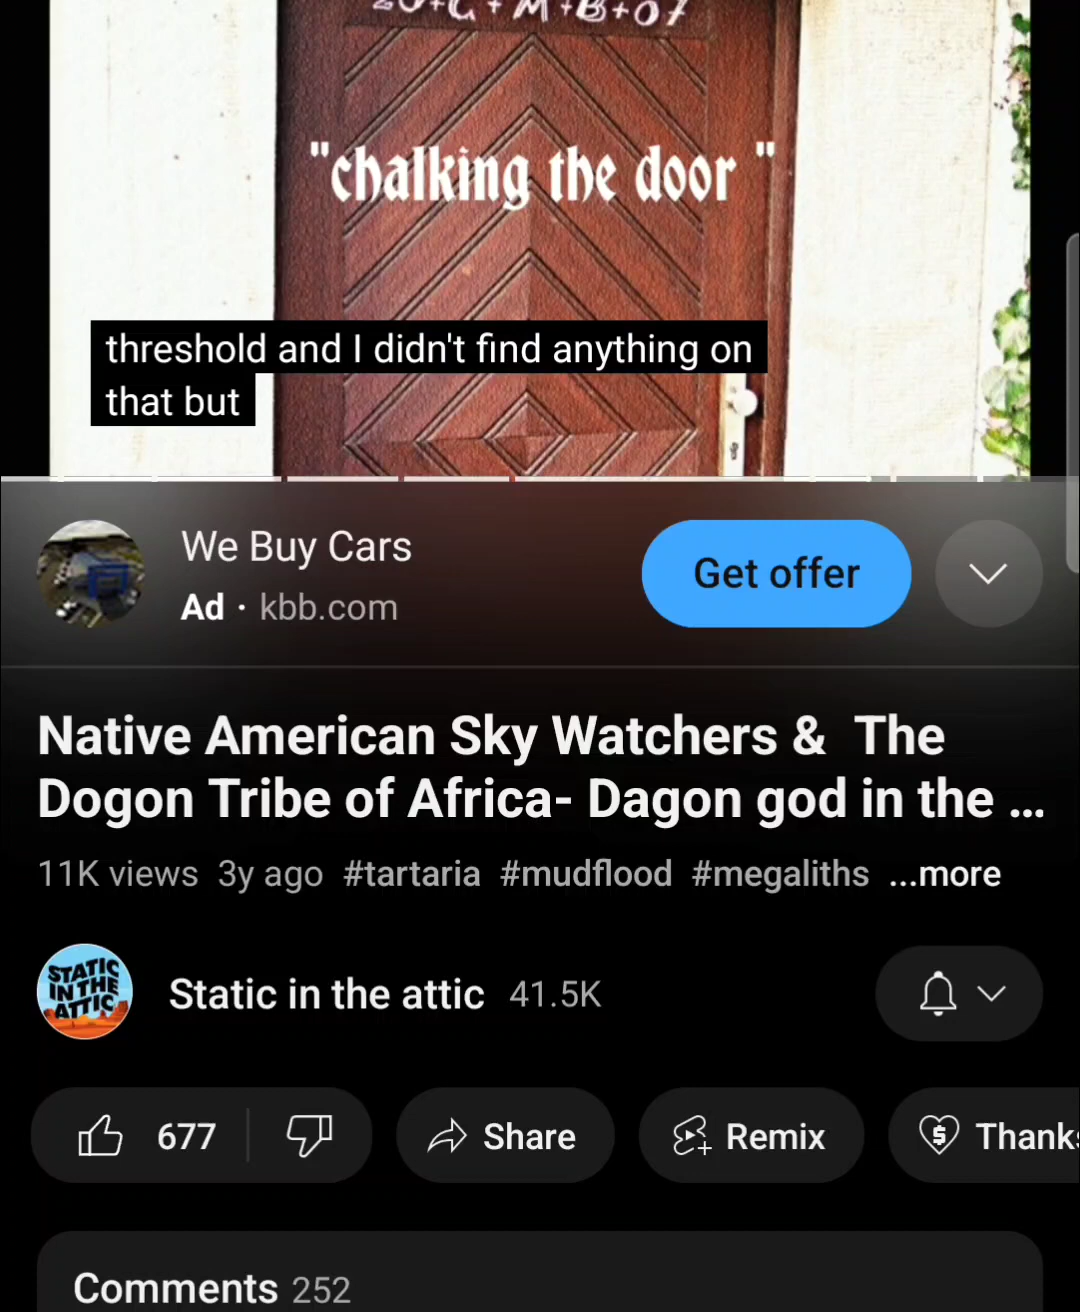 20+C+M+B+07
"chalking the door "
threshold and I didn't find anything on
that but
We Buy Cars
Ad · kbb.com
Get offer
Native American Sky Watchers &  The
Dogon Tribe of Africa- Dagon god in the ...
11K views 3y ago #tartaria #mudflood #megaliths ...more
STATIC
IN THE
ATTIC
Static in the attic 41.5K
677
Share
Remix
Thanks
Comments 252